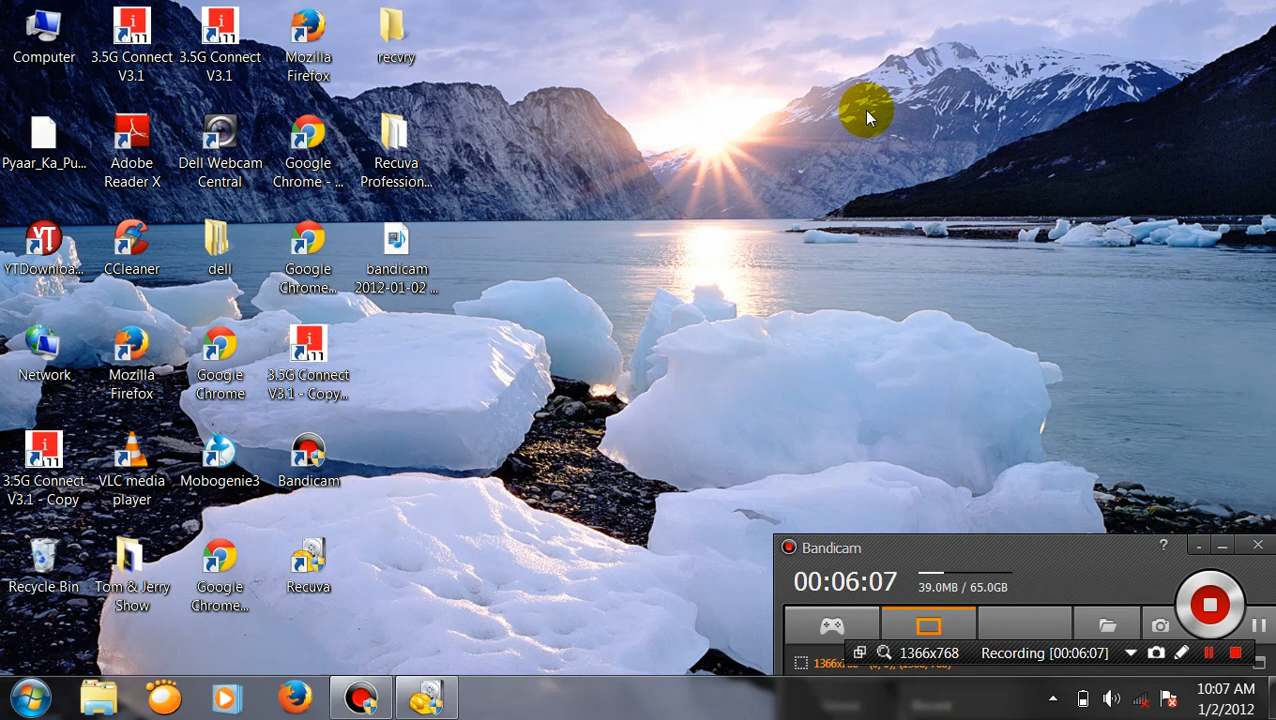 Computer
3.5G Connect
V3.1
3.5G Connect
V3.1
Mozilla
Firefox
recvry
Pyaar_Ka_Pu...
Adobe
Reader X
Dell Webcam
Central
Google
Chrome - ...
Recuva
Profession...
YT
YTDownloa...
CCleaner
dell
Google
Chrome...
bandicam
2012-01-02 ...
Network
Mozilla
Firefox
Google
Chrome
3.5G Connect
V3.1 - Copy...
3.5G Connect
V3.1 - Copy
VLC media
player
Mobogenie3
Bandicam
Recycle Bin
Tom & Jerry
Show
Google
Chrome...
Recuva
Bandicam
00:06:07
39.0MB / 65.0GB
1366x768 Recording [00:06:07]
10:07 AM
1/2/2012